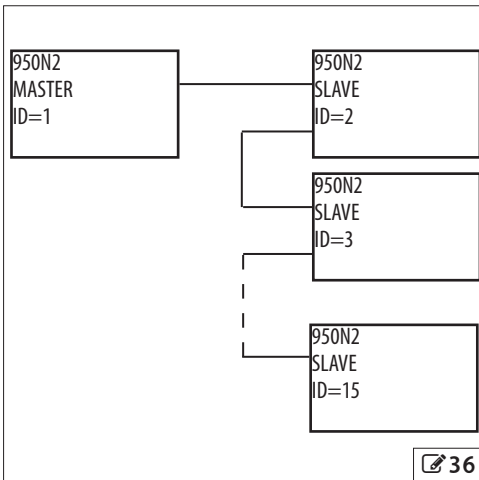 950N2
MASTER
ID=1
950N2
SLAVE
ID=2
950N2
SLAVE
ID=3
950N2
SLAVE
ID=15
36